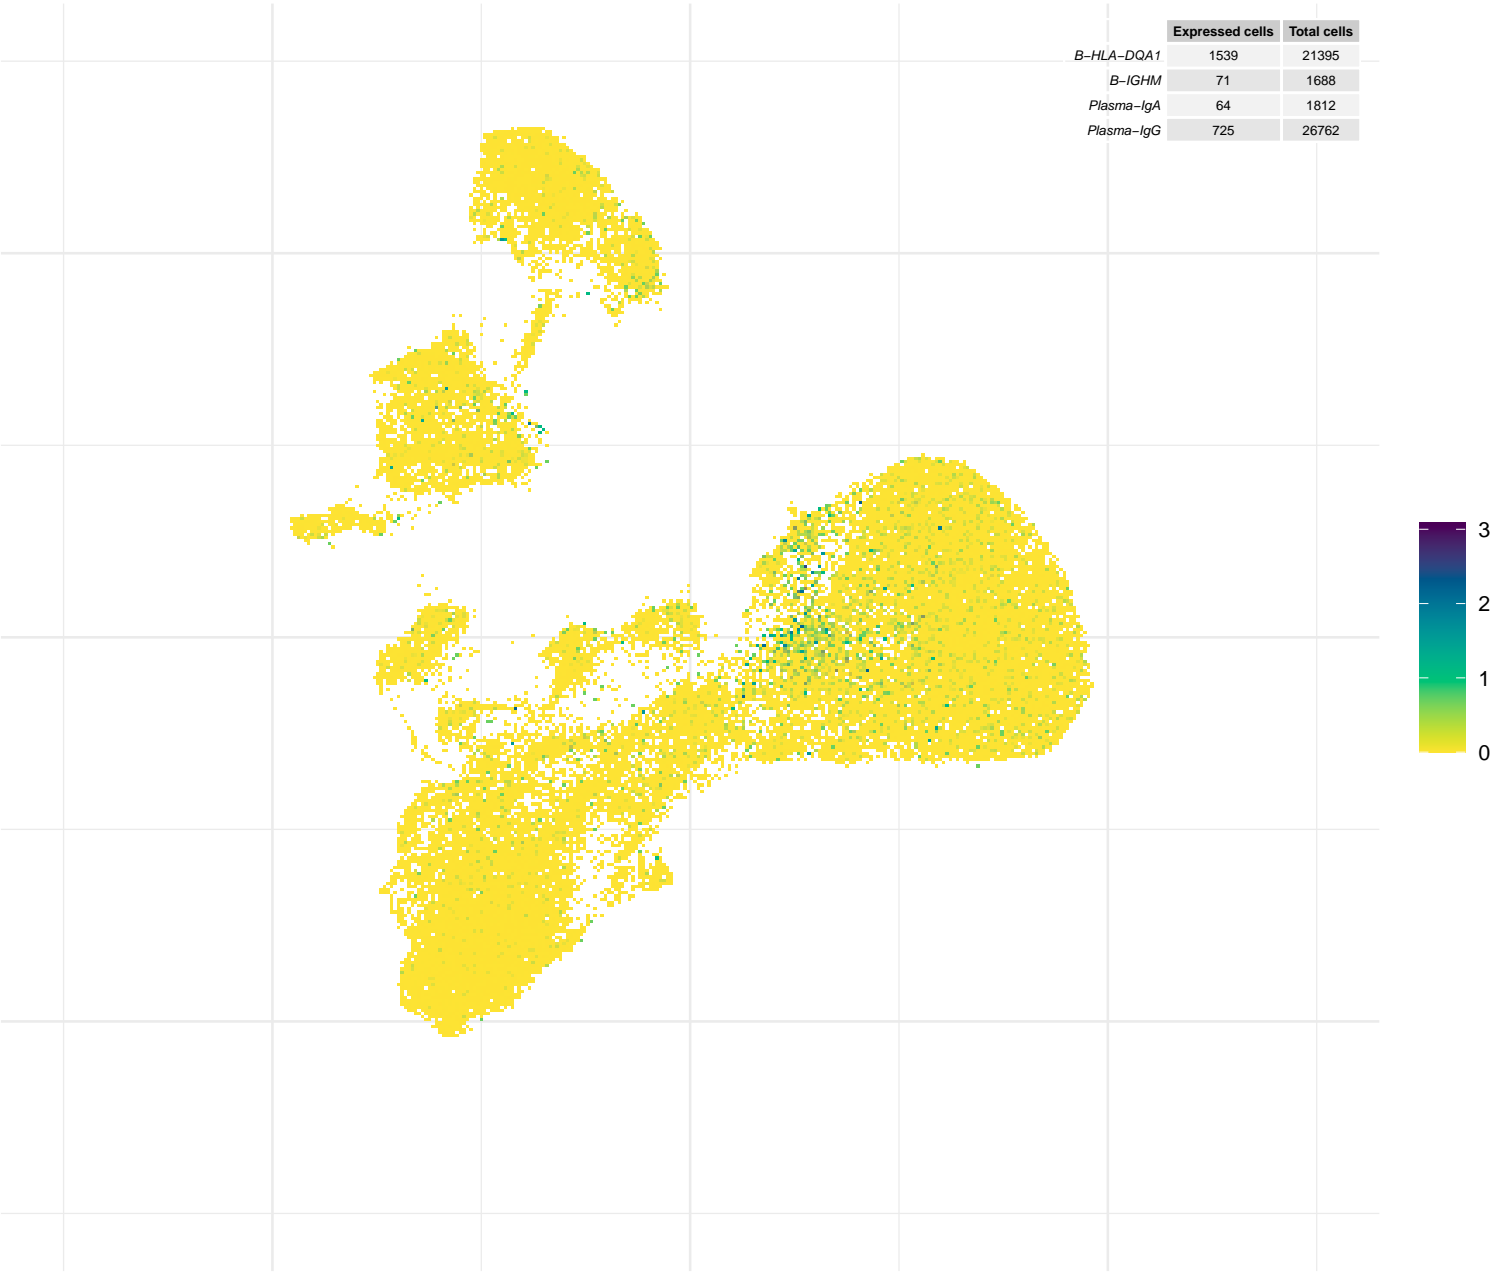 Expressed cells Total cells
B−HLA−DQA1 1539 21395
B−IGHM 71 1688
Plasma−IgA 64 1812
Plasma−IgG 725 26762
3
2
1
0